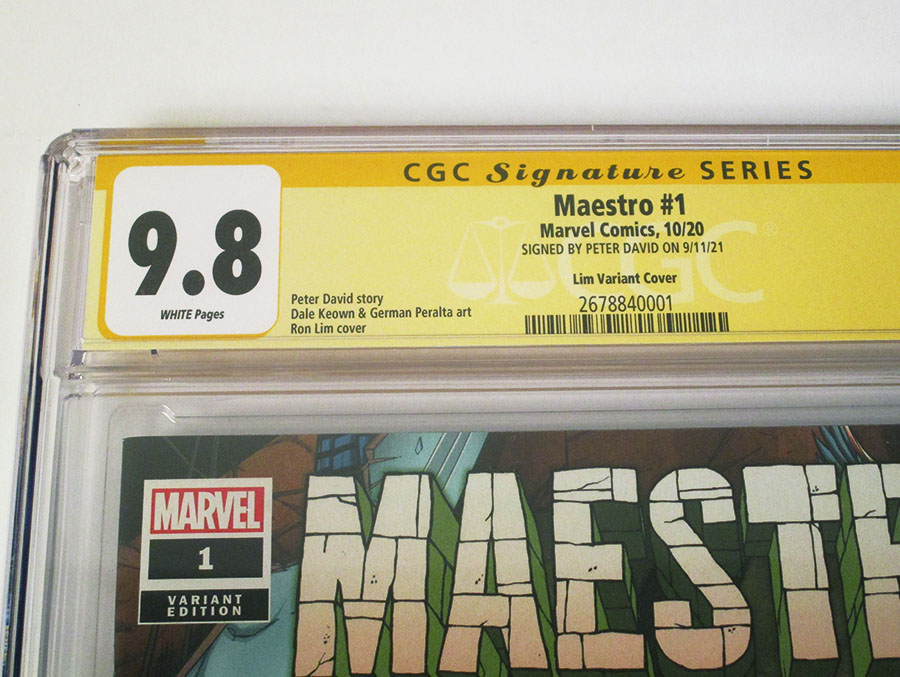 CGC Signature SERIES
Maestro #1
Marvel Comics, 10/20
SIGNED BY PETER DAVID ON 9/11/21
Lim Variant Cover
2678840001
9.8
WHITE Pages
Peter David story
Dale Keown & German Peralta art
Ron Lim cover
CGC®
MARVEL
1
VARIANT
EDITION
MAESTR